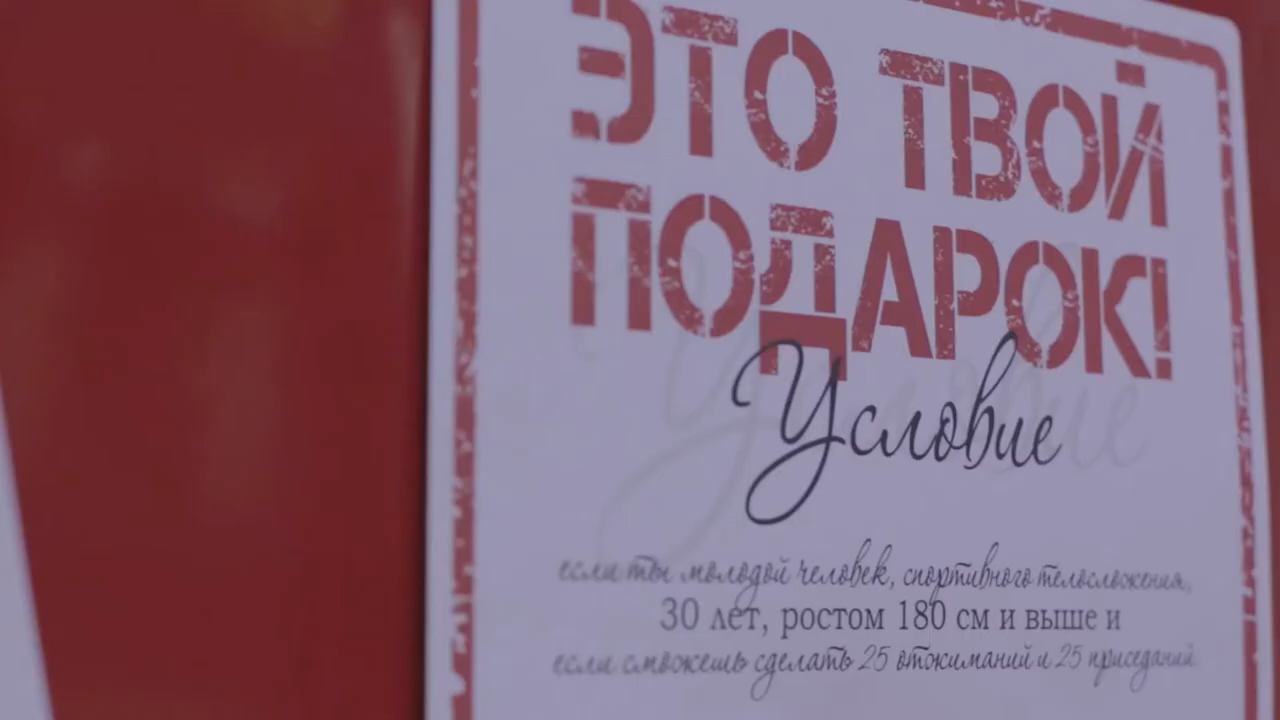 ЭТО ТВОЙ
ПОДАРОК!
Условие
если ты молодой человек, спортивного телосложения,
30 лет, ростом 180 см и выше и
если сможешь сделать 25 отжиманий и 25 приседаний